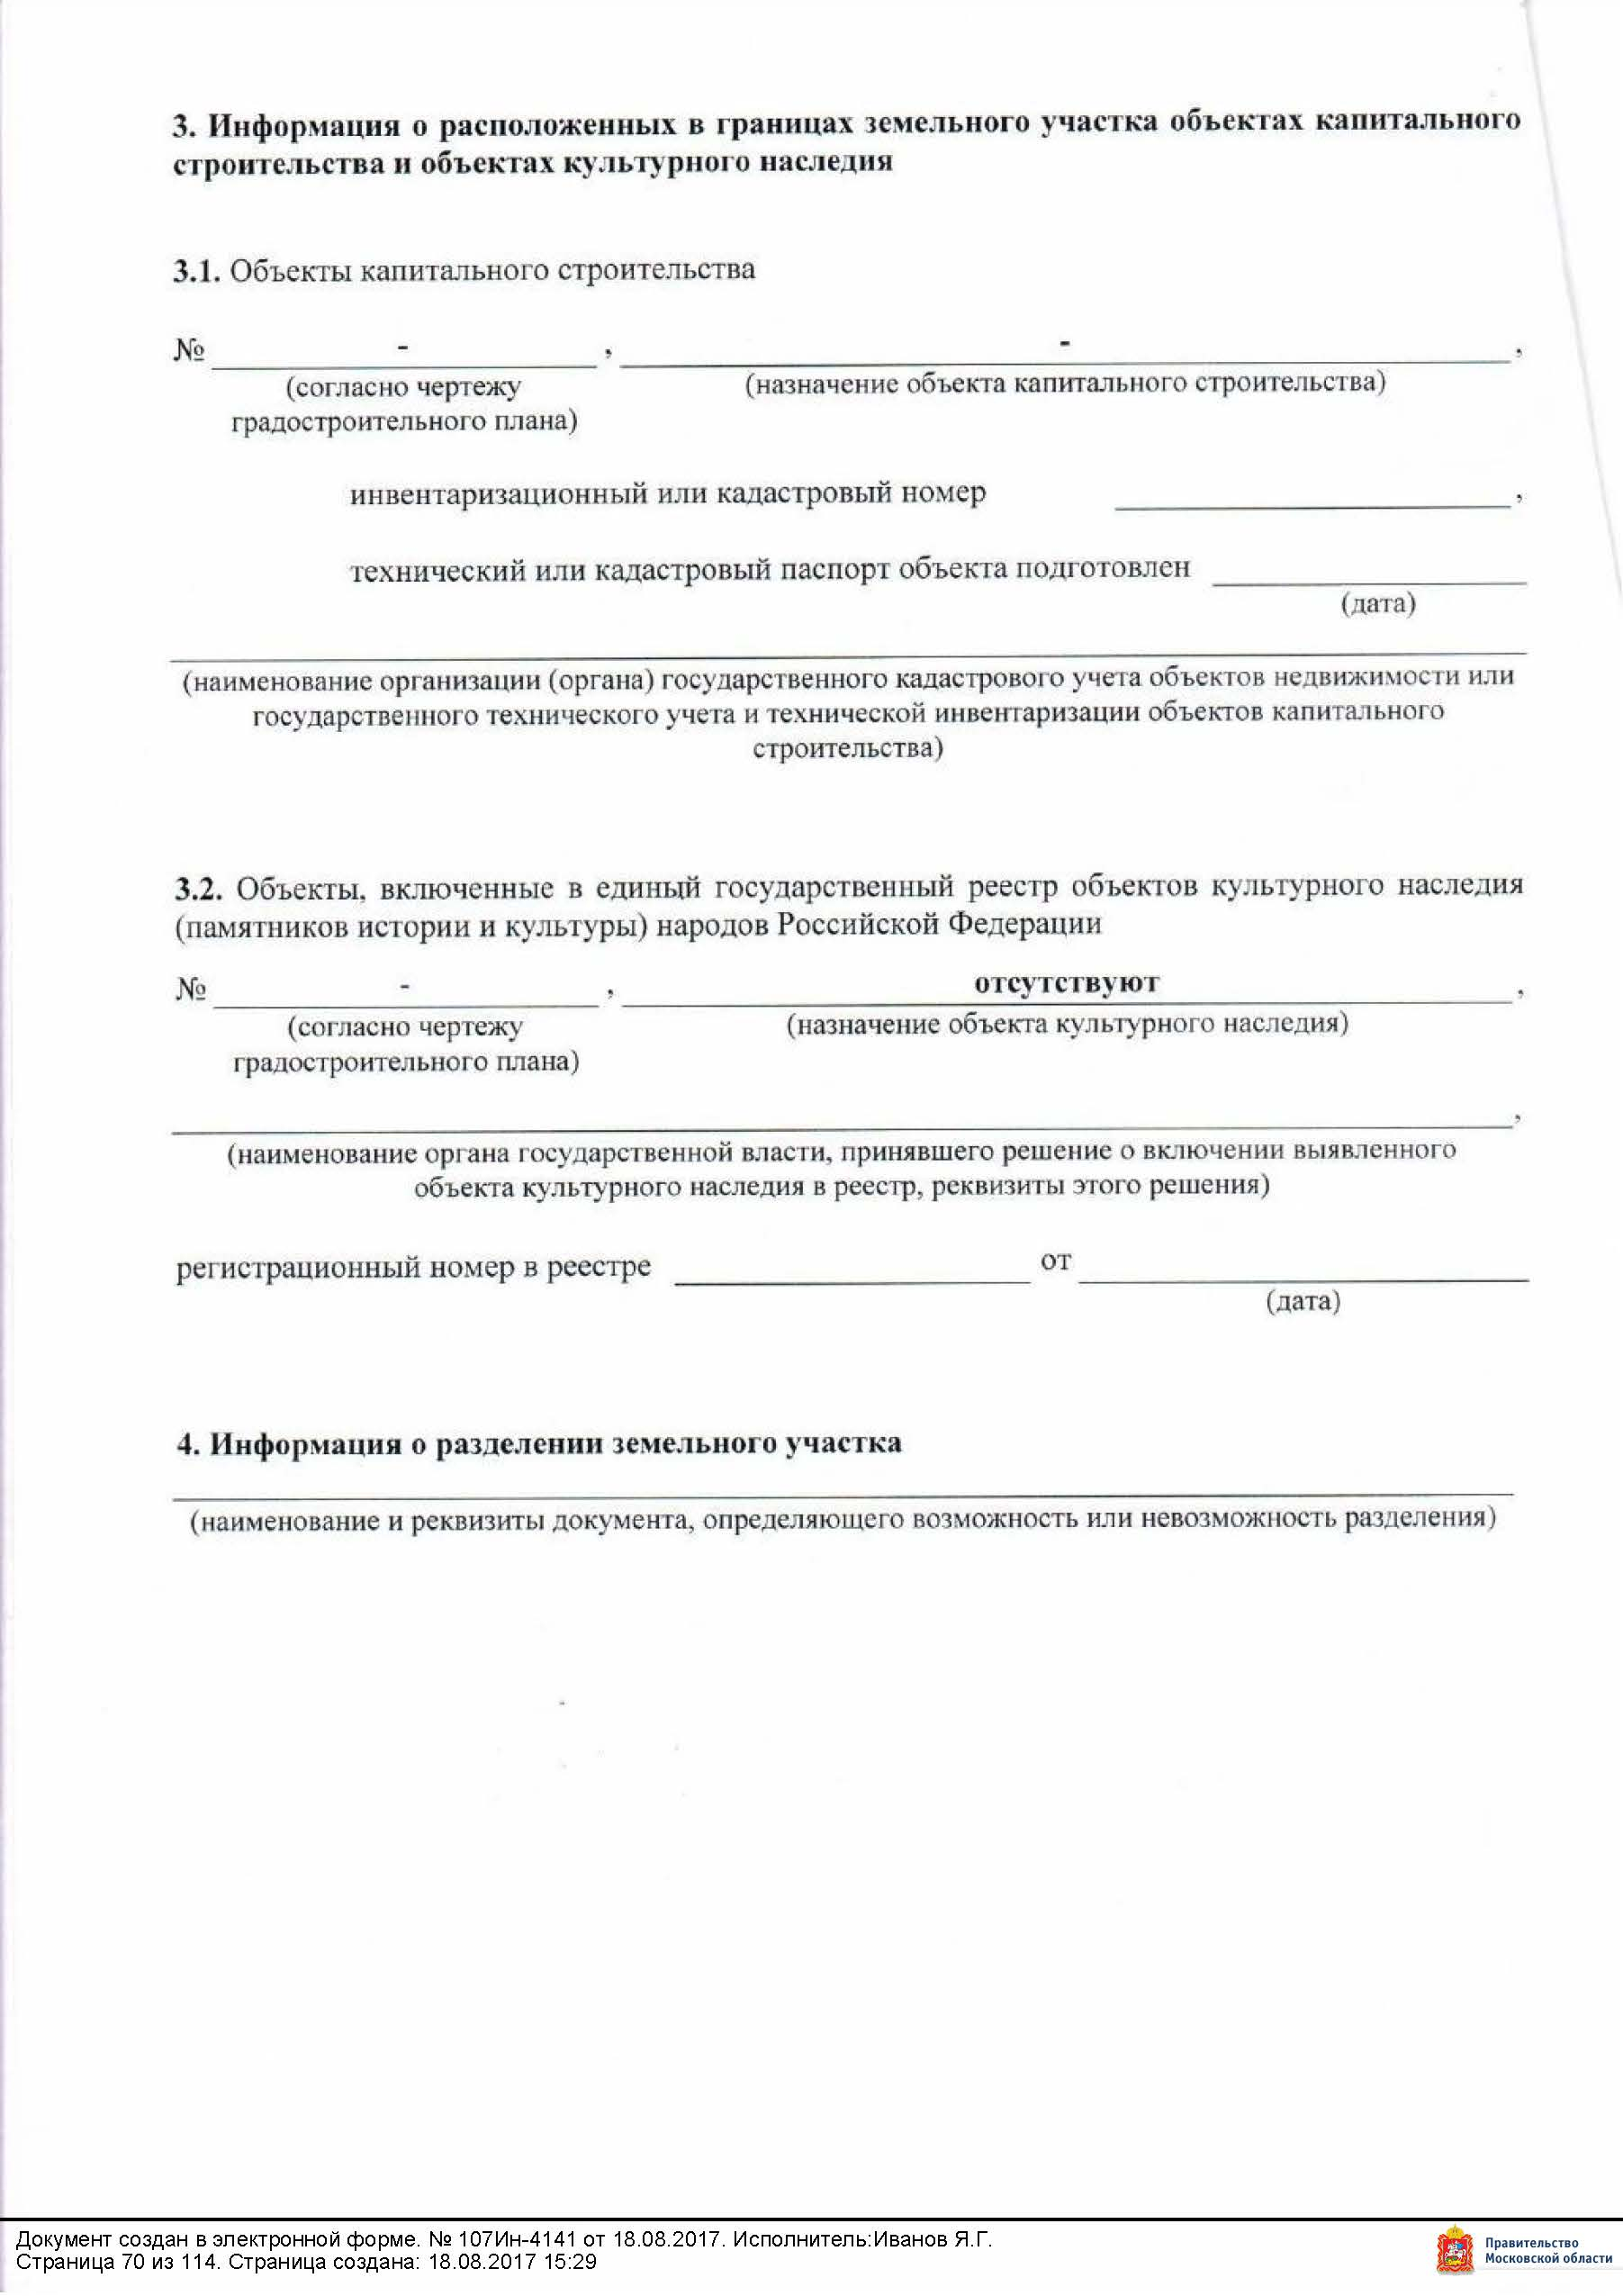 3. Информация о расположенных в границах земельного участка объектах капитального
строительства и объектах культурного наследия
3.1. Объекты капитального строительства
№ - , - ,
(согласно чертежу
градостроительного плана)
(назначение объекта капитального строительства)
инвентаризационный или кадастровый номер ,
технический или кадастровый паспорт объекта подготовлен
(дата)
(наименование организации (органа) государственного кадастрового учета объектов недвижимости или
государственного технического учета и технической инвентаризации объектов капитального
строительства)
3.2. Объекты, включенные в единый государственный реестр объектов культурного наследия
(памятников истории и культуры) народов Российской Федерации
№ - , отсутствуют ,
(согласно чертежу
градостроительного плана)
(назначение объекта культурного наследия)
,
(наименование органа государственной власти, принявшего решение о включении выявленного
объекта культурного наследия в реестр, реквизиты этого решения)
регистрационный номер в реестре от
(дата)
4. Информация о разделении земельного участка
(наименование и реквизиты документа, определяющего возможность или невозможность разделения)
Документ создан в электронной форме. № 107Ин-4141 от 18.08.2017. Исполнитель:Иванов Я.Г.
Страница 70 из 114. Страница создана: 18.08.2017 15:29
Правительство
Московской области